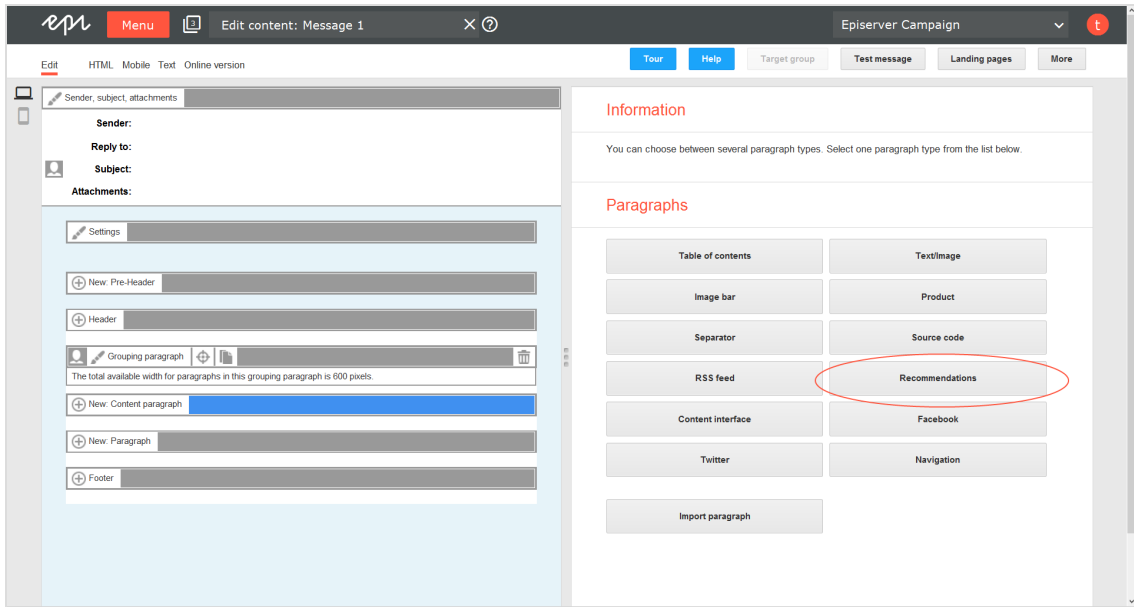 epi Menu 3 Edit content: Message 1 Episerver Campaign t
Edit HTML Mobile Text Online version Tour Help Target group Test message Landing pages More
Sender, subject, attachments
Sender:
Reply to:
Subject:
Attachments:
Settings
New: Pre-Header
Header
Grouping paragraph
The total available width for paragraphs in this grouping paragraph is 600 pixels.
New: Content paragraph
New: Paragraph
Footer
Information
You can choose between several paragraph types. Select one paragraph type from the list below.
Paragraphs
Table of contents Text/Image
Image bar Product
Separator Source code
RSS feed Recommendations
Content interface Facebook
Twitter Navigation
Import paragraph